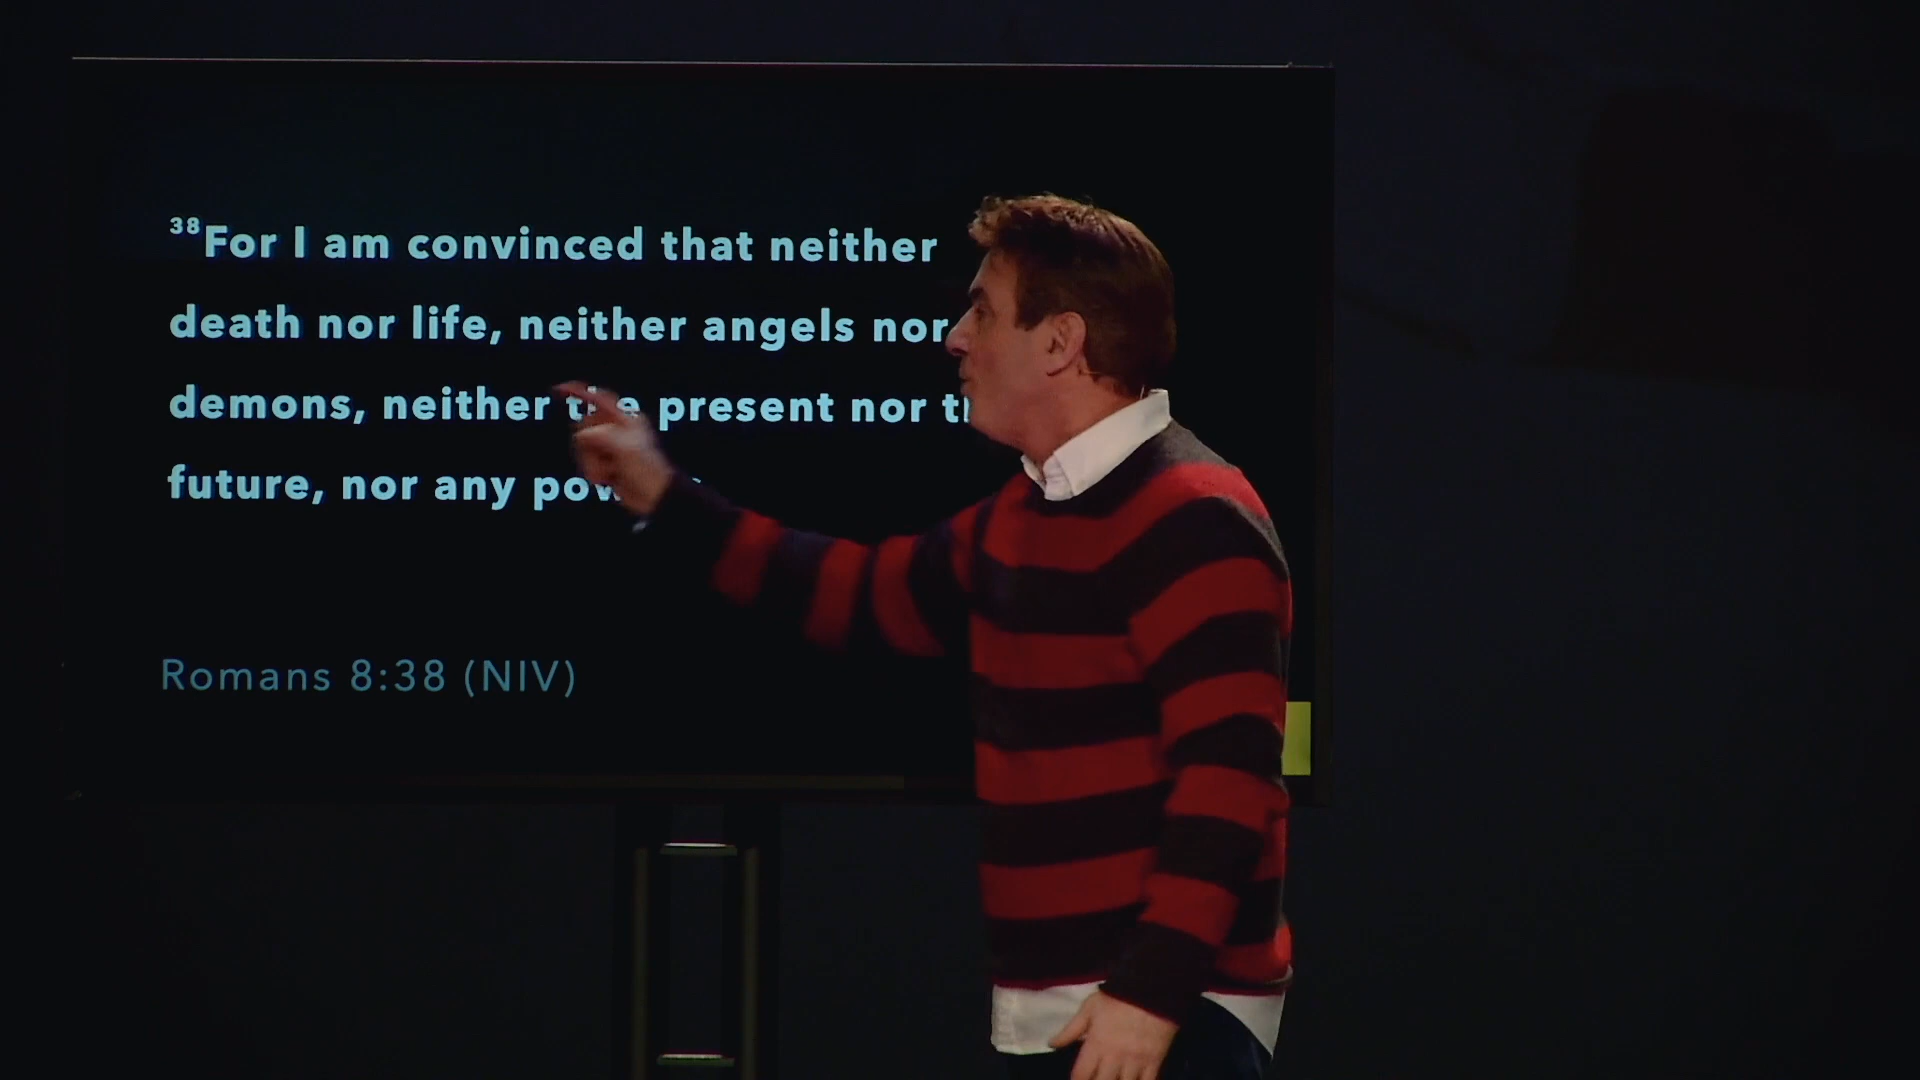 38For I am convinced that neither
death nor life, neither angels nor
demons, neither the present nor
future, nor any
Romans 8:38 (NIV)